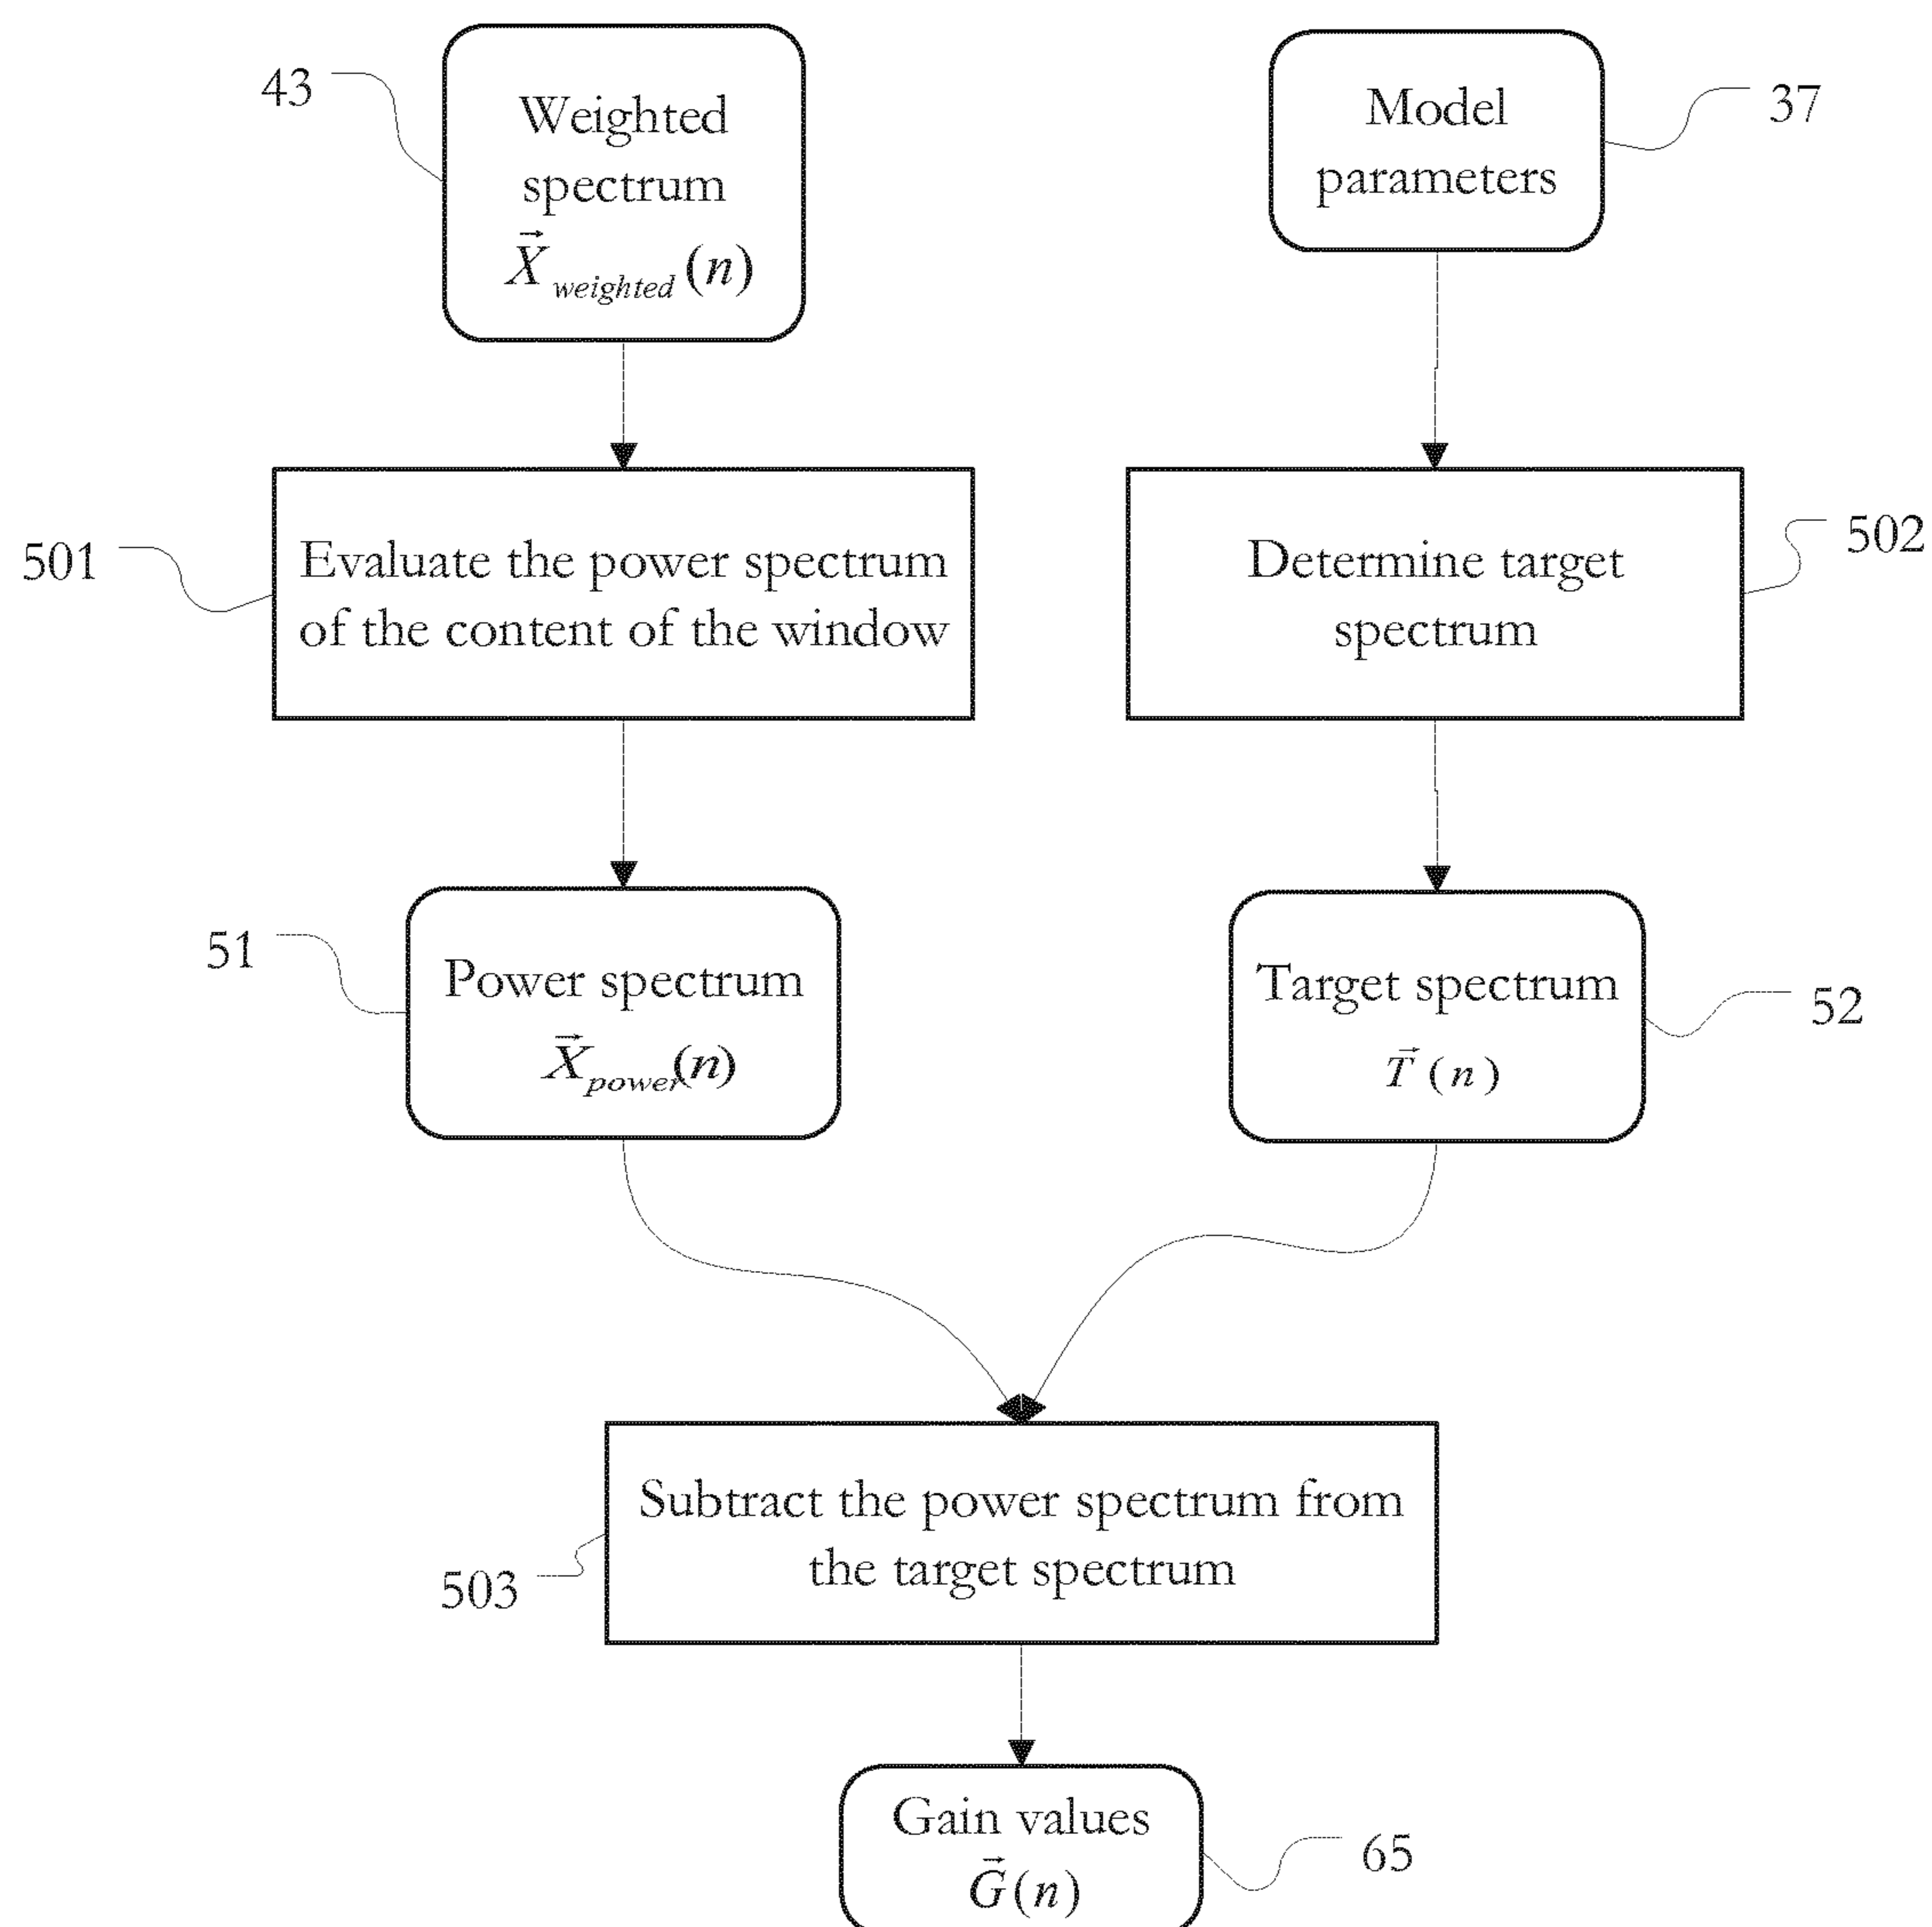 43
Weighted
spectrum
X⃗ weighted (n)
Model
parameters
37
501
Evaluate the power spectrum
of the content of the window
Determine target
spectrum
502
51
Power spectrum
X⃗ power(n)
Target spectrum
T⃗ (n)
52
503
Subtract the power spectrum from
the target spectrum
Gain values
G⃗(n)
65